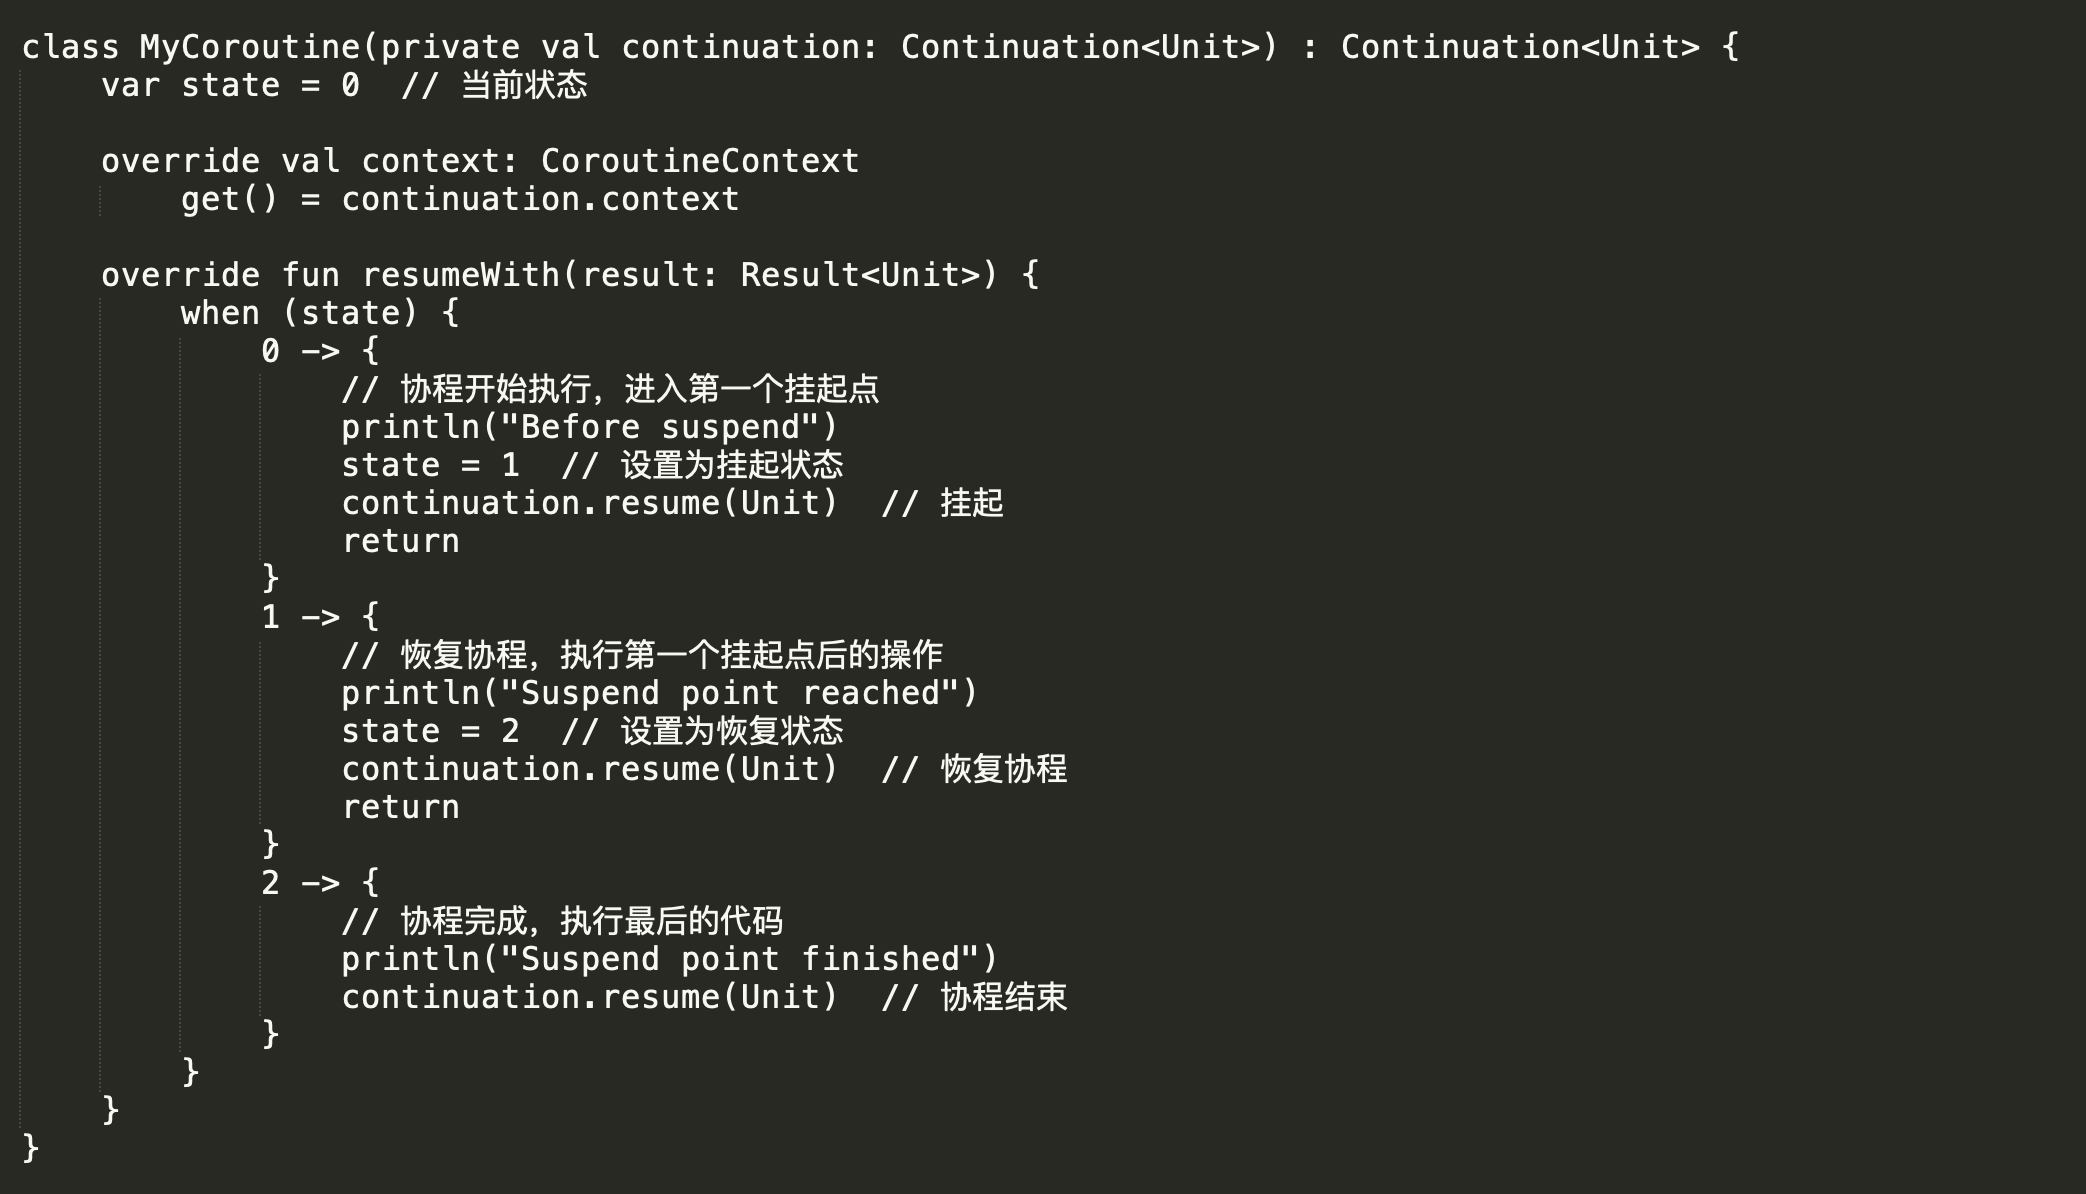 class MyCoroutine(private val continuation: Continuation<Unit>) : Continuation<Unit> {
    var state = 0  // 当前状态

    override val context: CoroutineContext
        get() = continuation.context

    override fun resumeWith(result: Result<Unit>) {
        when (state) {
            0 -> {
                // 协程开始执行，进入第一个挂起点
                println("Before suspend")
                state = 1  // 设置为挂起状态
                continuation.resume(Unit)  // 挂起
                return
            }
            1 -> {
                // 恢复协程，执行第一个挂起点后的操作
                println("Suspend point reached")
                state = 2  // 设置为恢复状态
                continuation.resume(Unit)  // 恢复协程
                return
            }
            2 -> {
                // 协程完成，执行最后的代码
                println("Suspend point finished")
                continuation.resume(Unit)  // 协程结束
            }
        }
    }
}